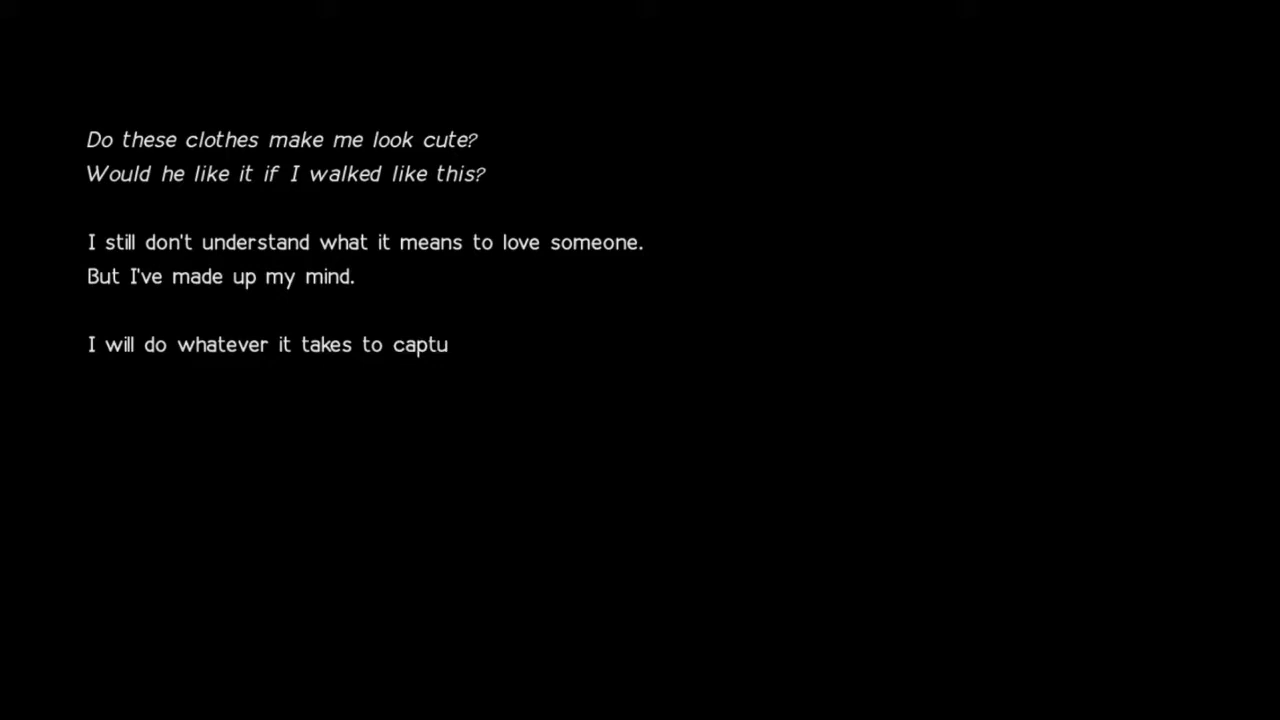 Do these clothes make me look cute?
Would he like it if I walked like this?
I still don't understand what it means to love someone.
But I've made up my mind.
I will do whatever it takes to captu